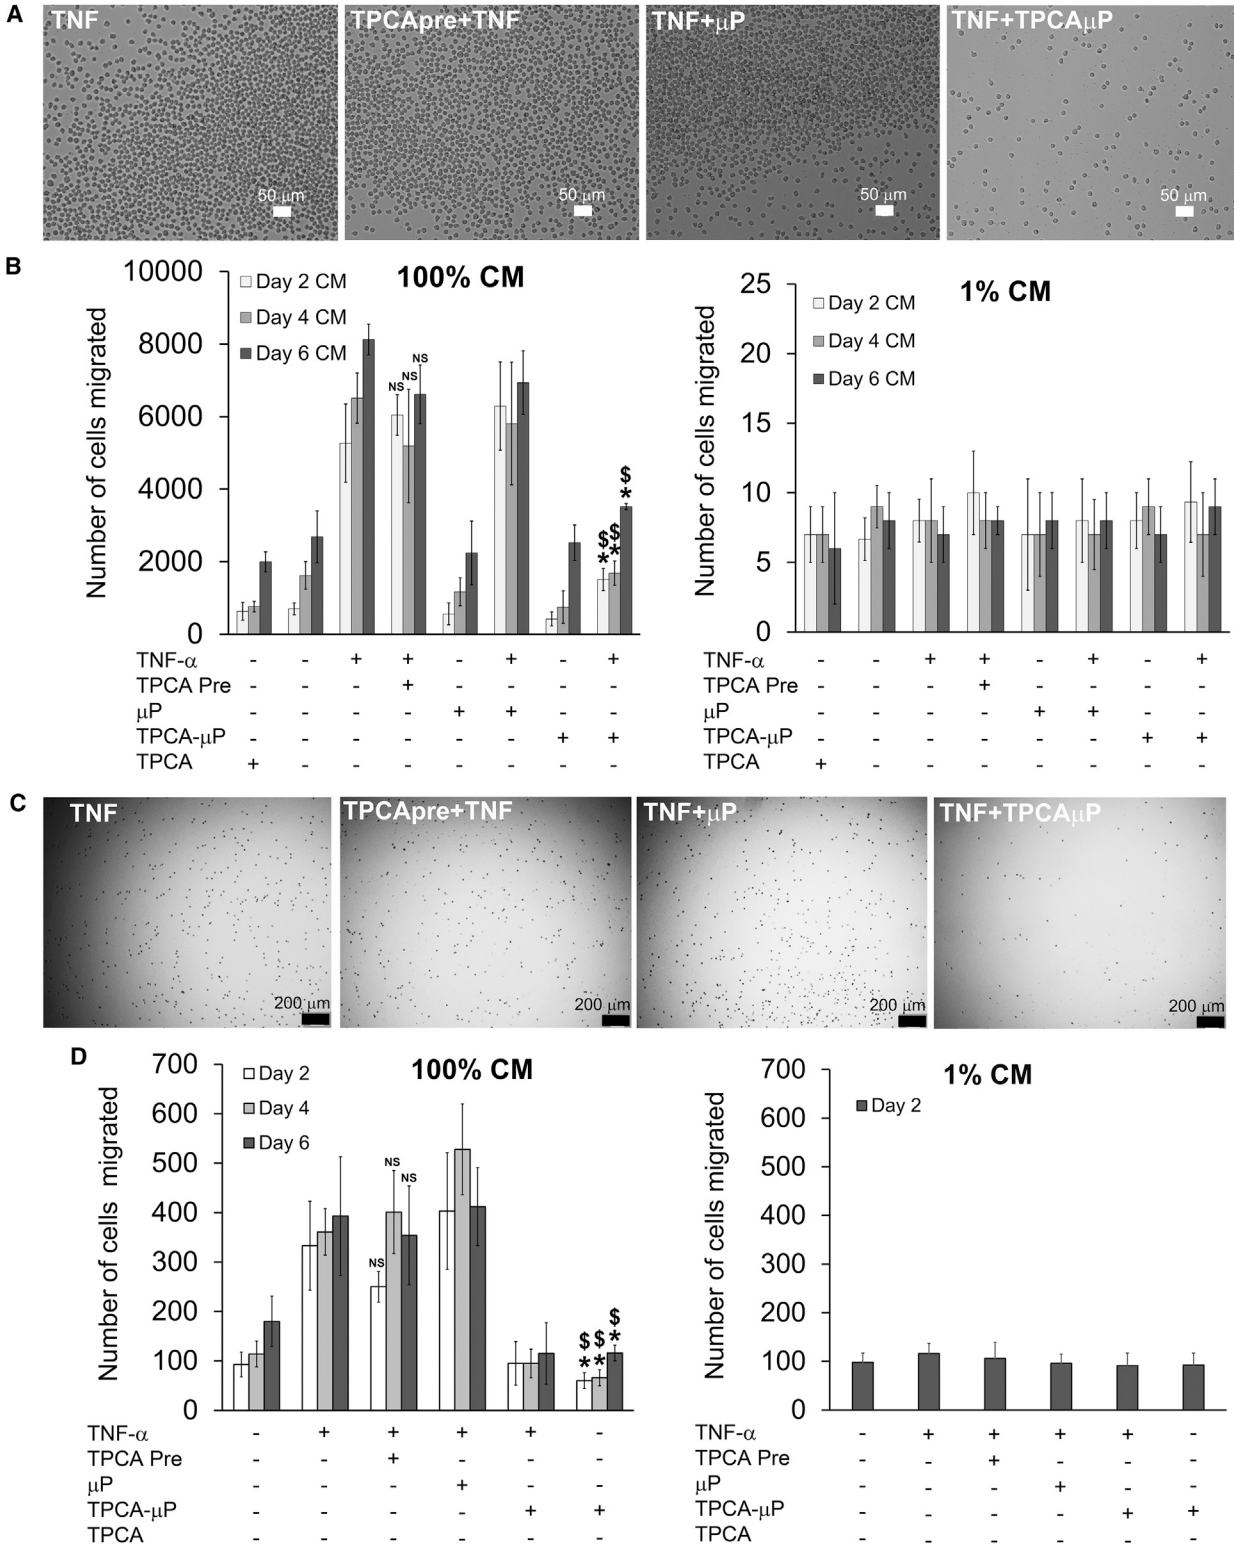 A
TNF
TPCApre+TNF
TNF+μP
TNF+TPCAμP
50 μm
50 μm
50 μm
50 μm
B
100% CM
Day 2 CM
Day 4 CM
Day 6 CM
Number of cells migrated
10000
8000
6000
4000
2000
0
NS
NS
NS
$
*
$
*
$
*
TNF-α - - + + - + - +
TPCA Pre - - - + - - - -
μP - - - - + + - -
TPCA-μP - - - - - - + +
TPCA + - - - - - - -
1% CM
Day 2 CM
Day 4 CM
Day 6 CM
Number of cells migrated
25
20
15
10
5
0
TNF-α - - + + - + - +
TPCA Pre - - - + - - - -
μP - - - - + + - -
TPCA-μP - - - - - - + +
TPCA + - - - - - - -
C
TNF
TPCApre+TNF
TNF+μP
TNF+TPCAμP
200 μm
200 μm
200 μm
200 μm
D
100% CM
Day 2
Day 4
Day 6
Number of cells migrated
700
600
500
400
300
200
100
0
NS
NS
NS
$
*
$
*
$
*
TNF-α - + + + + -
TPCA Pre - - + - - -
μP - - - + - -
TPCA-μP - - - - + +
TPCA - - - - - -
1% CM
Day 2
Number of cells migrated
700
600
500
400
300
200
100
0
TNF-α - + + + + -
TPCA Pre - - + - - -
μP - - - + - -
TPCA-μP - - - - + +
TPCA - - - - - -